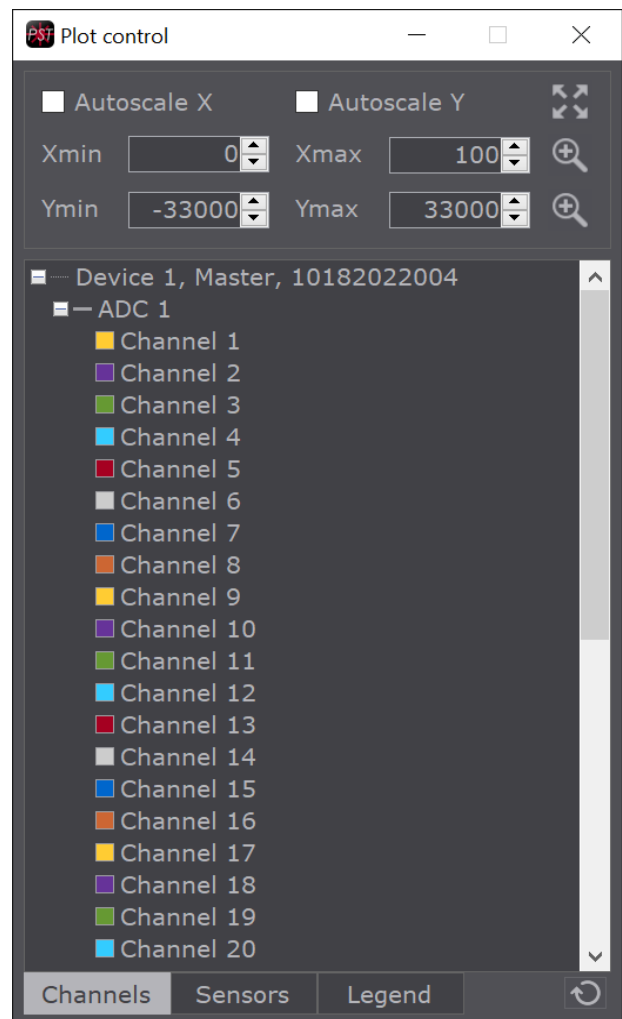 PST Plot control
Autoscale X Autoscale Y
Xmin 0 Xmax 100
Ymin -33000 Ymax 33000
Device 1, Master, 10182022004
ADC 1
Channel 1
Channel 2
Channel 3
Channel 4
Channel 5
Channel 6
Channel 7
Channel 8
Channel 9
Channel 10
Channel 11
Channel 12
Channel 13
Channel 14
Channel 15
Channel 16
Channel 17
Channel 18
Channel 19
Channel 20
Channels Sensors Legend